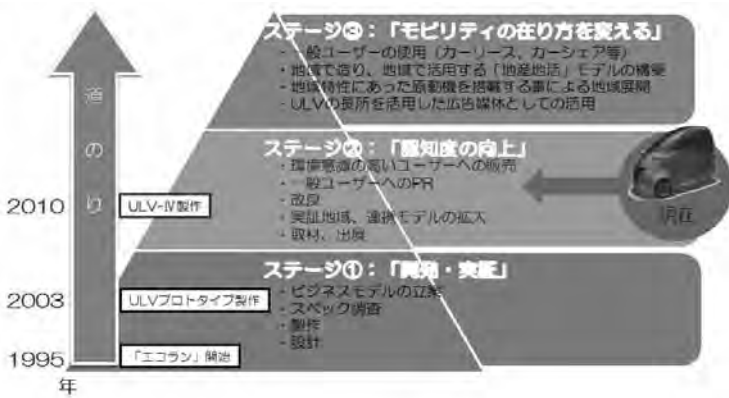 ステージ③：「モビリティの在り方を変える」
・一般ユーザーの使用（カーリース、カーシェア等）
・地域で造り、地域で活用する「地産地活」モデルの構築
・地域特性にあった原動機を搭載する事による地域展開
・ULVの長所を活用した広告媒体としての活用
道のり
ステージ②：「認知度の向上」
・環境意識の高いユーザーへの販売
・一般ユーザーへのPR
・改良
・実証地域、連携モデルの拡大
・取材、出展
現在
2010
ULV-Ⅳ製作
ステージ①：「開発・実証」
・ビジネスモデルの立案
・スペック調査
・製作
・設計
2003
ULVプロトタイプ製作
1995
「エコラン」開始
年